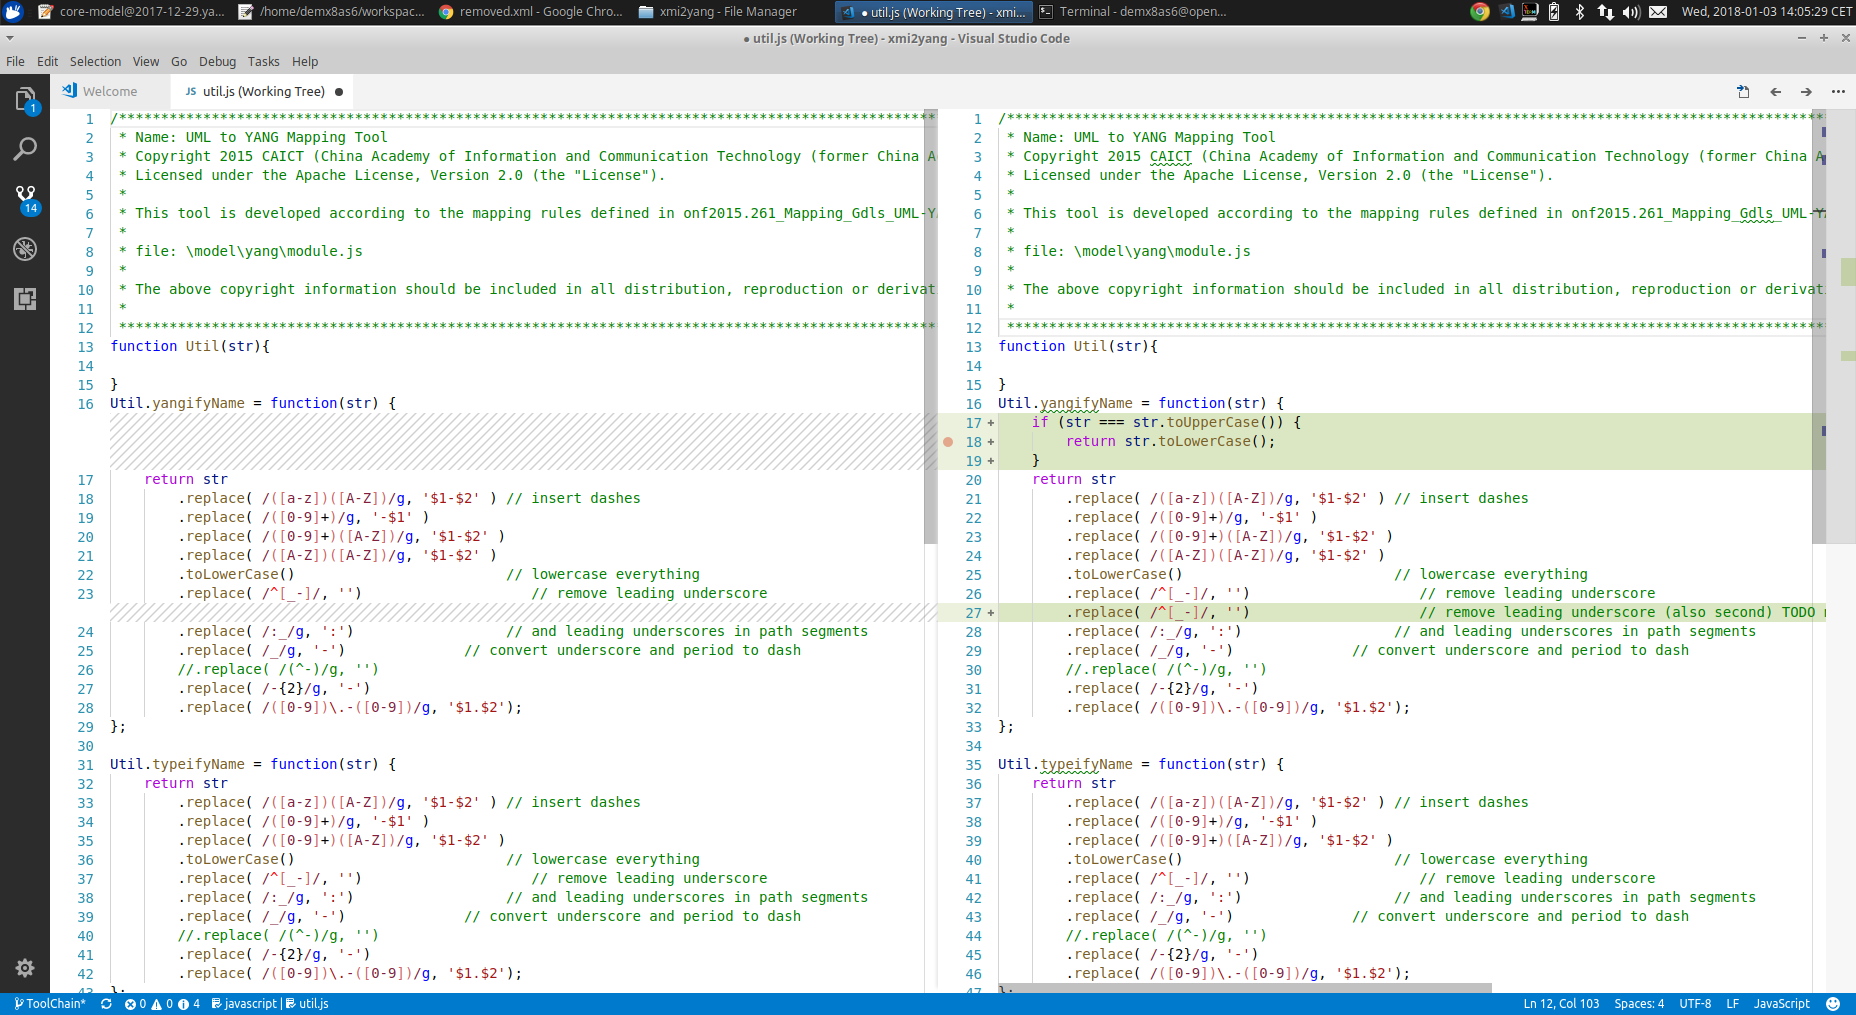 core-model@2017-12-29.ya... /home/demx8as6/workspac... removed.xml - Google Chro... xmi2yang - File Manager ● util.js (Working Tree) - xmi... Terminal - demx8as6@open... Wed, 2018-01-03 14:05:29 CET
● util.js (Working Tree) - xmi2yang - Visual Studio Code
File Edit Selection View Go Debug Tasks Help
Welcome JS util.js (Working Tree) ●
1
14
1 /**************************************************************************************************
2 * Name: UML to YANG Mapping Tool
3 * Copyright 2015 CAICT (China Academy of Information and Communication Technology (former China A
4 * Licensed under the Apache License, Version 2.0 (the "License").
5 *
6 * This tool is developed according to the mapping rules defined in onf2015.261_Mapping_Gdls_UML-Y
7 *
8 * file: \model\yang\module.js
9 *
10 * The above copyright information should be included in all distribution, reproduction or derivat
11 *
12 *************************************************************************************************
13 function Util(str){
14
15 }
16 Util.yangifyName = function(str) {
17     return str
18         .replace( /([a-z])([A-Z])/g, '$1-$2' ) // insert dashes
19         .replace( /([0-9]+)/g, '-$1' )
20         .replace( /([0-9]+)([A-Z])/g, '$1-$2' )
21         .replace( /([A-Z])([A-Z])/g, '$1-$2' )
22         .toLowerCase()                         // lowercase everything
23         .replace( /^[_-]/, '')                    // remove leading underscore
24         .replace( /:_/g, ':')                  // and leading underscores in path segments
25         .replace( /_/g, '-')              // convert underscore and period to dash
26         //.replace( /(^-)/g, '')
27         .replace( /-{2}/g, '-')
28         .replace( /([0-9])\.-([0-9])/g, '$1.$2');
29 };
30
31 Util.typeifyName = function(str) {
32     return str
33         .replace( /([a-z])([A-Z])/g, '$1-$2' ) // insert dashes
34         .replace( /([0-9]+)/g, '-$1' )
35         .replace( /([0-9]+)([A-Z])/g, '$1-$2' )
36         .toLowerCase()                         // lowercase everything
37         .replace( /^[_-]/, '')                    // remove leading underscore
38         .replace( /:_/g, ':')                  // and leading underscores in path segments
39         .replace( /_/g, '-')              // convert underscore and period to dash
40         //.replace( /(^-)/g, '')
41         .replace( /-{2}/g, '-')
42         .replace( /([0-9])\.-([0-9])/g, '$1.$2');
43 };
1 /**************************************************************************************************
2 * Name: UML to YANG Mapping Tool
3 * Copyright 2015 CAICT (China Academy of Information and Communication Technology (former China A
4 * Licensed under the Apache License, Version 2.0 (the "License").
5 *
6 * This tool is developed according to the mapping rules defined in onf2015.261_Mapping_Gdls_UML-Y
7 *
8 * file: \model\yang\module.js
9 *
10 * The above copyright information should be included in all distribution, reproduction or derivat
11 *
12 *************************************************************************************************
13 function Util(str){
14
15 }
16 Util.yangifyName = function(str) {
17 +     if (str === str.toUpperCase()) {
18 +         return str.toLowerCase();
19 +     }
20     return str
21         .replace( /([a-z])([A-Z])/g, '$1-$2' ) // insert dashes
22         .replace( /([0-9]+)/g, '-$1' )
23         .replace( /([0-9]+)([A-Z])/g, '$1-$2' )
24         .replace( /([A-Z])([A-Z])/g, '$1-$2' )
25         .toLowerCase()                         // lowercase everything
26         .replace( /^[_-]/, '')                    // remove leading underscore
27 +         .replace( /^[_-]/, '')                    // remove leading underscore (also second) TODO
28         .replace( /:_/g, ':')                  // and leading underscores in path segments
29         .replace( /_/g, '-')              // convert underscore and period to dash
30         //.replace( /(^-)/g, '')
31         .replace( /-{2}/g, '-')
32         .replace( /([0-9])\.-([0-9])/g, '$1.$2');
33 };
34
35 Util.typeifyName = function(str) {
36     return str
37         .replace( /([a-z])([A-Z])/g, '$1-$2' ) // insert dashes
38         .replace( /([0-9]+)/g, '-$1' )
39         .replace( /([0-9]+)([A-Z])/g, '$1-$2' )
40         .toLowerCase()                         // lowercase everything
41         .replace( /^[_-]/, '')                    // remove leading underscore
42         .replace( /:_/g, ':')                  // and leading underscores in path segments
43         .replace( /_/g, '-')              // convert underscore and period to dash
44         //.replace( /(^-)/g, '')
45         .replace( /-{2}/g, '-')
46         .replace( /([0-9])\.-([0-9])/g, '$1.$2');
47 };
ToolChain* 0 0 4 javascript | util.js Ln 12, Col 103 Spaces: 4 UTF-8 LF JavaScript